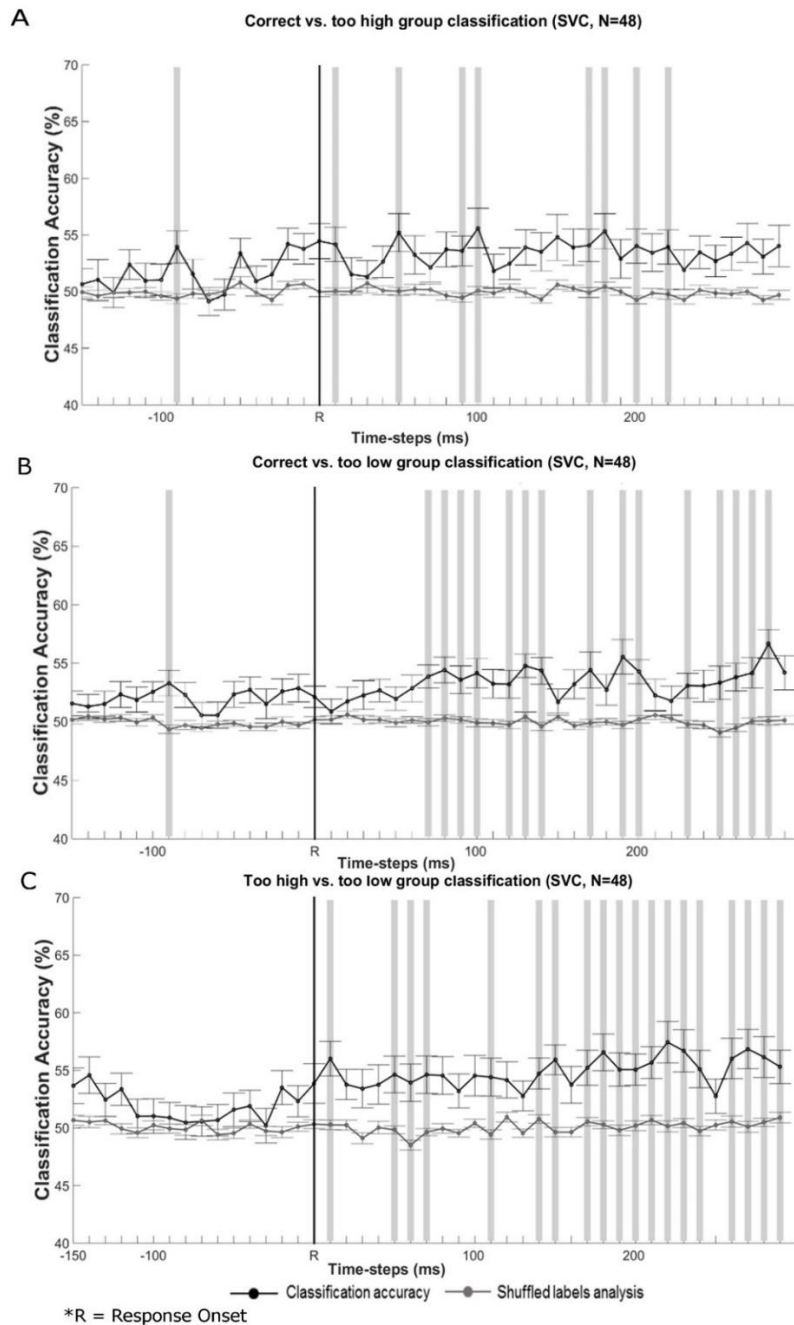 A
Correct vs. too high group classification (SVC, N=48)
Classification Accuracy (%)
70
65
60
55
50
45
40
-100
R
100
200
Time-steps (ms)
B
Correct vs. too low group classification (SVC, N=48)
Classification Accuracy (%)
70
65
60
55
50
45
40
-100
R
100
200
Time-steps (ms)
C
Too high vs. too low group classification (SVC, N=48)
Classification Accuracy (%)
70
65
60
55
50
45
40
-150
-100
R
100
200
Time-steps (ms)
Classification accuracy
Shuffled labels analysis
*R = Response Onset